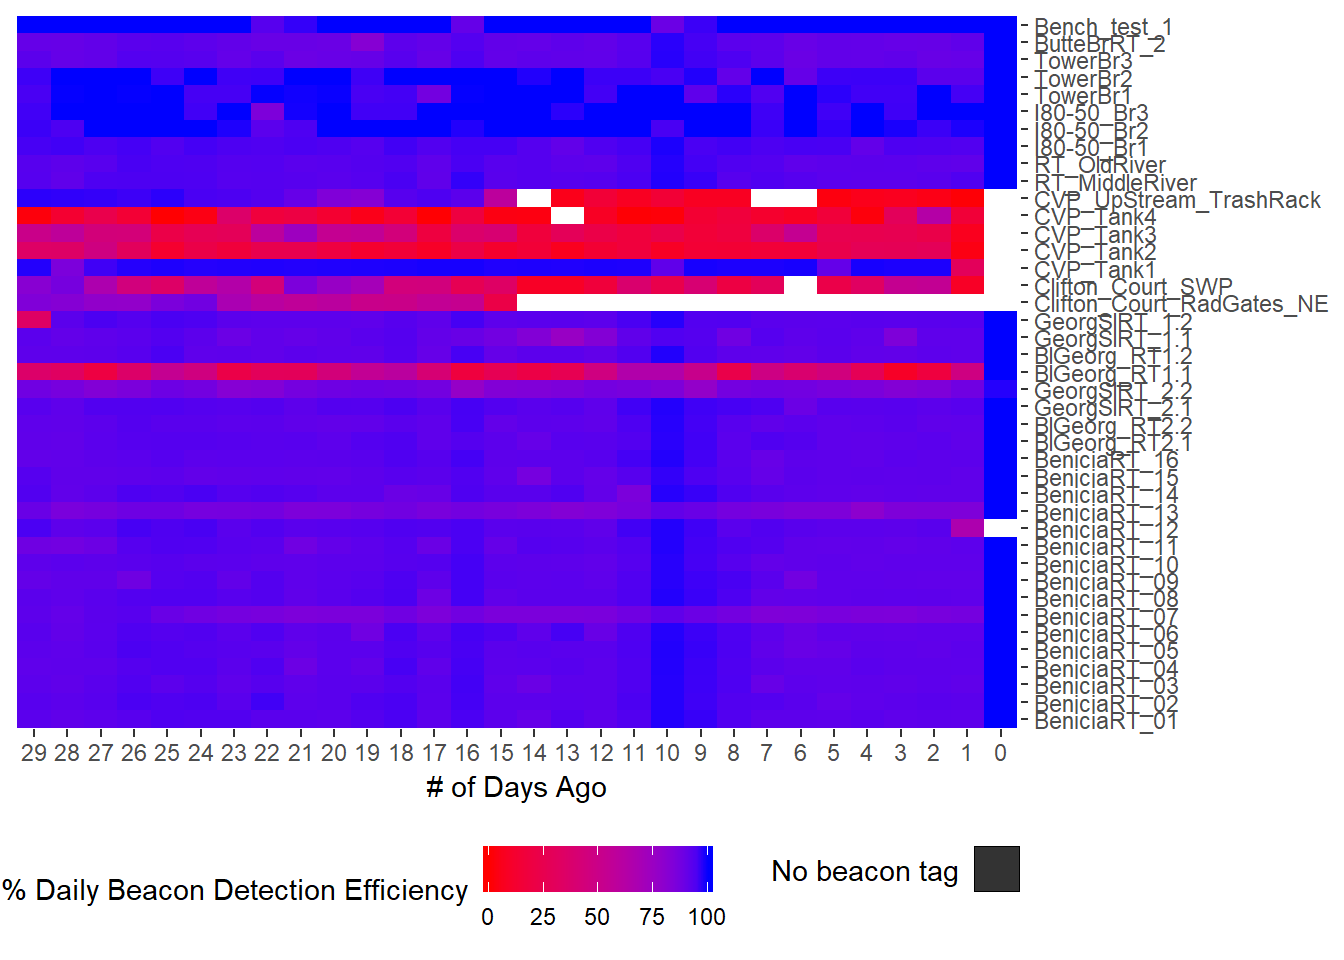 Bench_test_1
ButteBrRT_2
TowerBr3
TowerBr2
TowerBr1
I80-50_Br3
I80-50_Br2
I80-50_Br1
RT_OldRiver
RT_MiddleRiver
CVP_UpStream_TrashRack
CVP_Tank4
CVP_Tank3
CVP_Tank2
CVP_Tank1
Clifton_Court_SWP
Clifton_Court_RadGates_NE
GeorgSlRT_1.2
GeorgSlRT_1.1
BlGeorg_RT1.2
BlGeorg_RT1.1
GeorgSlRT_2.2
GeorgSlRT_2.1
BlGeorg_RT2.2
BlGeorg_RT2.1
BeniciaRT_16
BeniciaRT_15
BeniciaRT_14
BeniciaRT_13
BeniciaRT_12
BeniciaRT_11
BeniciaRT_10
BeniciaRT_09
BeniciaRT_08
BeniciaRT_07
BeniciaRT_06
BeniciaRT_05
BeniciaRT_04
BeniciaRT_03
BeniciaRT_02
BeniciaRT_01
29 28 27 26 25 24 23 22 21 20 19 18 17 16 15 14 13 12 11 10 9 8 7 6 5 4 3 2 1 0
# of Days Ago
% Daily Beacon Detection Efficiency
0 25 50 75 100
No beacon tag